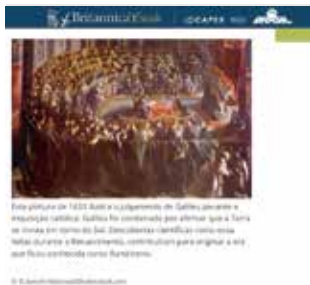 Britannica Escola CAPES MEC
Esta pintura de 1633 ilustra o julgamento de Galileu perante a
Inquisição católica. Galileu foi condenado por afirmar que a Terra
se movia em torno do Sol. Descobertas científicas como essa,
feitas durante o Renascimento, contribuíram para originar a era
que ficou conhecida como Iluminismo.